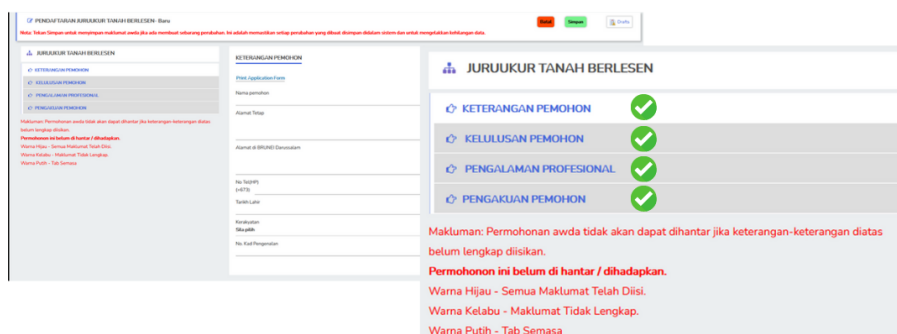 PENDAFTARAN JURUUKUR TANAH BERLESEN- Baru
Batal
Simpan
Drafts
Nota: Tekan Simpan untuk menyimpan maklumat awda jika ada membuat sebarang perubahan. Ini adalah memastikan setiap perubahan yang dibuat disimpan didalam sistem dan untuk mengelakkan kehilangan data.
JURUUKUR TANAH BERLESEN
KETERANGAN PEMOHON
KELULUSAN PEMOHON
PENGALAMAN PROFESIONAL
PENGAKUAN PEMOHON
Makluman: Permohonan awda tidak akan dapat dihantar jika keterangan-keterangan diatas
belum lengkap diisikan.
Permohonon ini belum di hantar / dihadapkan.
Warna Hijau - Semua Maklumat Telah Diisi.
Warna Kelabu - Maklumat Tidak Lengkap.
Warna Putih - Tab Semasa
KETERANGAN PEMOHON
Print Application Form
Nama pemohon
Alamat Tetap
Alamat di BRUNEI Darussalam
No Tel(HP)
(+673)
Tarikh Lahir
Kerakyatan
Sila pilih
No. Kad Pengenalan
JURUUKUR TANAH BERLESEN
KETERANGAN PEMOHON
KELULUSAN PEMOHON
PENGALAMAN PROFESIONAL
PENGAKUAN PEMOHON
Makluman: Permohonan awda tidak akan dapat dihantar jika keterangan-keterangan diatas
belum lengkap diisikan.
Permohonon ini belum di hantar / dihadapkan.
Warna Hijau - Semua Maklumat Telah Diisi.
Warna Kelabu - Maklumat Tidak Lengkap.
Warna Putih - Tab Semasa